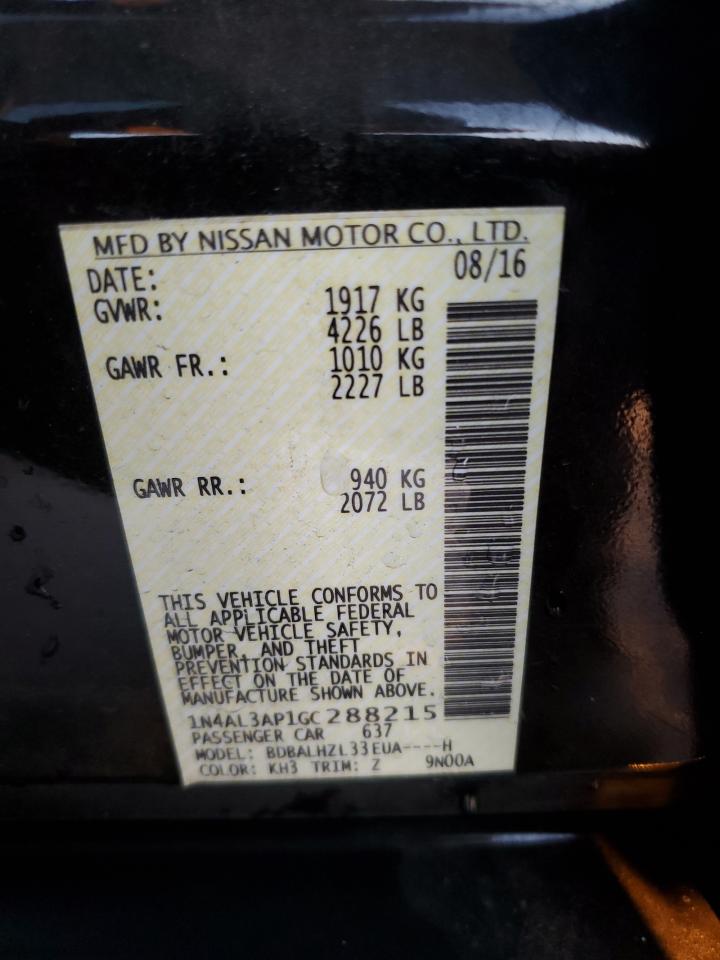 MFD BY NISSAN MOTOR CO., LTD.
DATE: 08/16
GVWR: 1917 KG
4226 LB
GAWR FR.: 1010 KG
2227 LB
GAWR RR.: 940 KG
2072 LB
THIS VEHICLE CONFORMS TO
ALL APPLICABLE FEDERAL
MOTOR VEHICLE SAFETY,
BUMPER, AND THEFT
PREVENTION STANDARDS IN
EFFECT ON THE DATE OF
MANUFACTURE SHOWN ABOVE.
1N4AL3AP1GC288215
PASSENGER CAR 637
MODEL: BDBALHZL33EUA----H
COLOR: KH3 TRIM: Z 9N00A